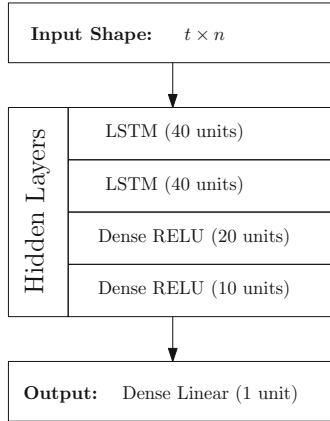 Input Shape: t × n
Hidden Layers
LSTM (40 units)
LSTM (40 units)
Dense RELU (20 units)
Dense RELU (10 units)
Output: Dense Linear (1 unit)